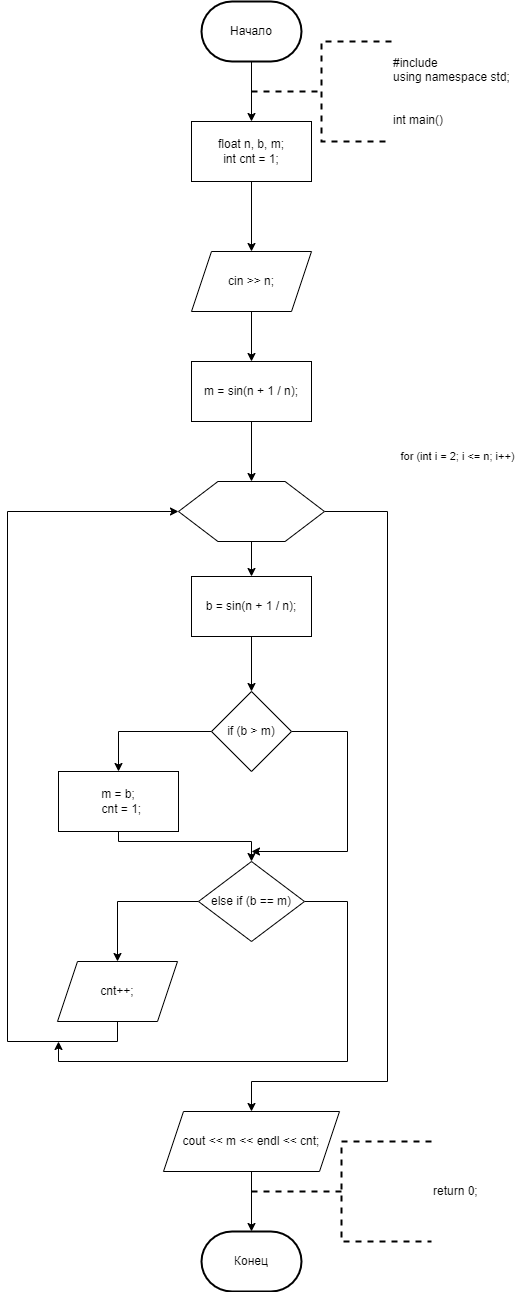 Начало
#include
using namespace std;
int main()
float n, b, m;
int cnt = 1;
cin >> n;
m = sin(n + 1 / n);
for (int i = 2; i <= n; i++)
b = sin(n + 1 / n);
if (b > m)
m = b;
cnt = 1;
else if (b == m)
cnt++;
cout << m << endl << cnt;
return 0;
Конец